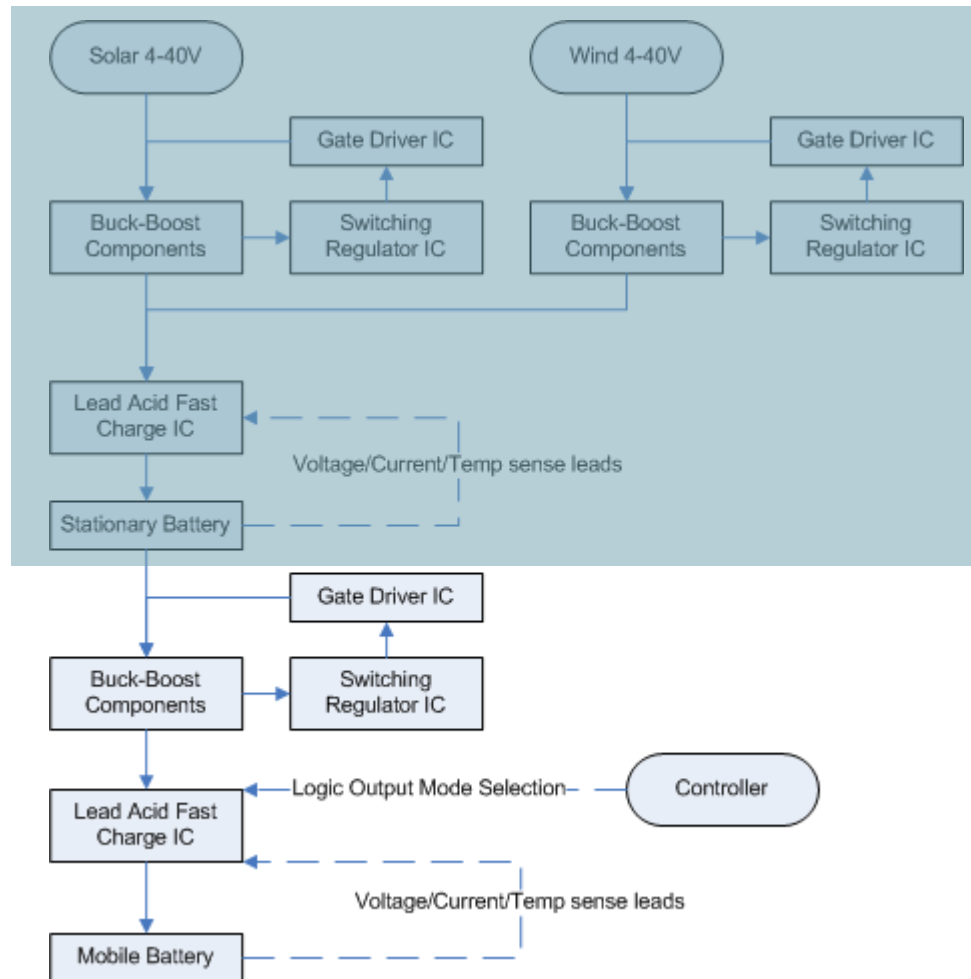 Solar 4-40V
Wind 4-40V
Gate Driver IC
Gate Driver IC
Buck-Boost
Components
Switching
Regulator IC
Buck-Boost
Components
Switching
Regulator IC
Lead Acid Fast
Charge IC
Voltage/Current/Temp sense leads
Stationary Battery
Gate Driver IC
Buck-Boost
Components
Switching
Regulator IC
Logic Output Mode Selection
Controller
Lead Acid Fast
Charge IC
Voltage/Current/Temp sense leads
Mobile Battery